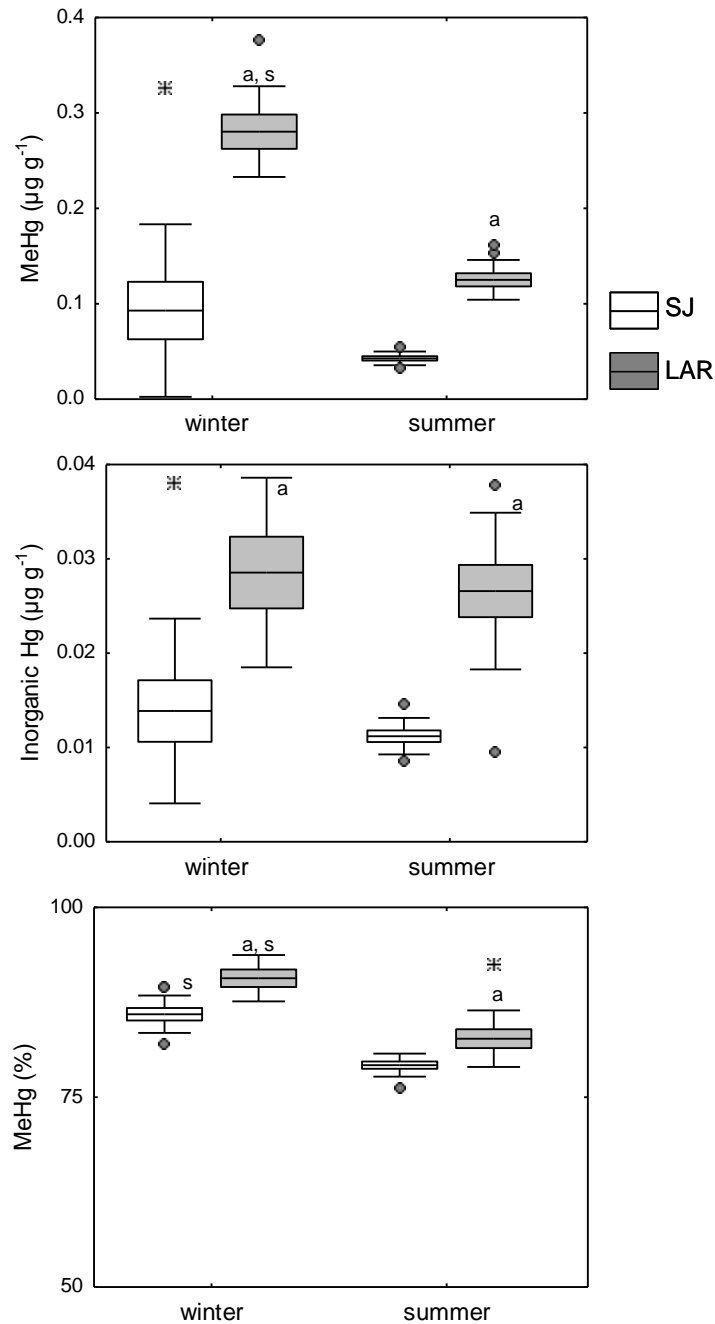 0.4
a, s
0.3
MeHg (µg g-1)
0.2
a
SJ
0.1
LAR
0.0
winter summer
0.04
a
a
0.03
Inorganic Hg (µg g-1)
0.02
0.01
0.00
winter summer
100
a, s
s
a
MeHg (%)
75
50
winter summer